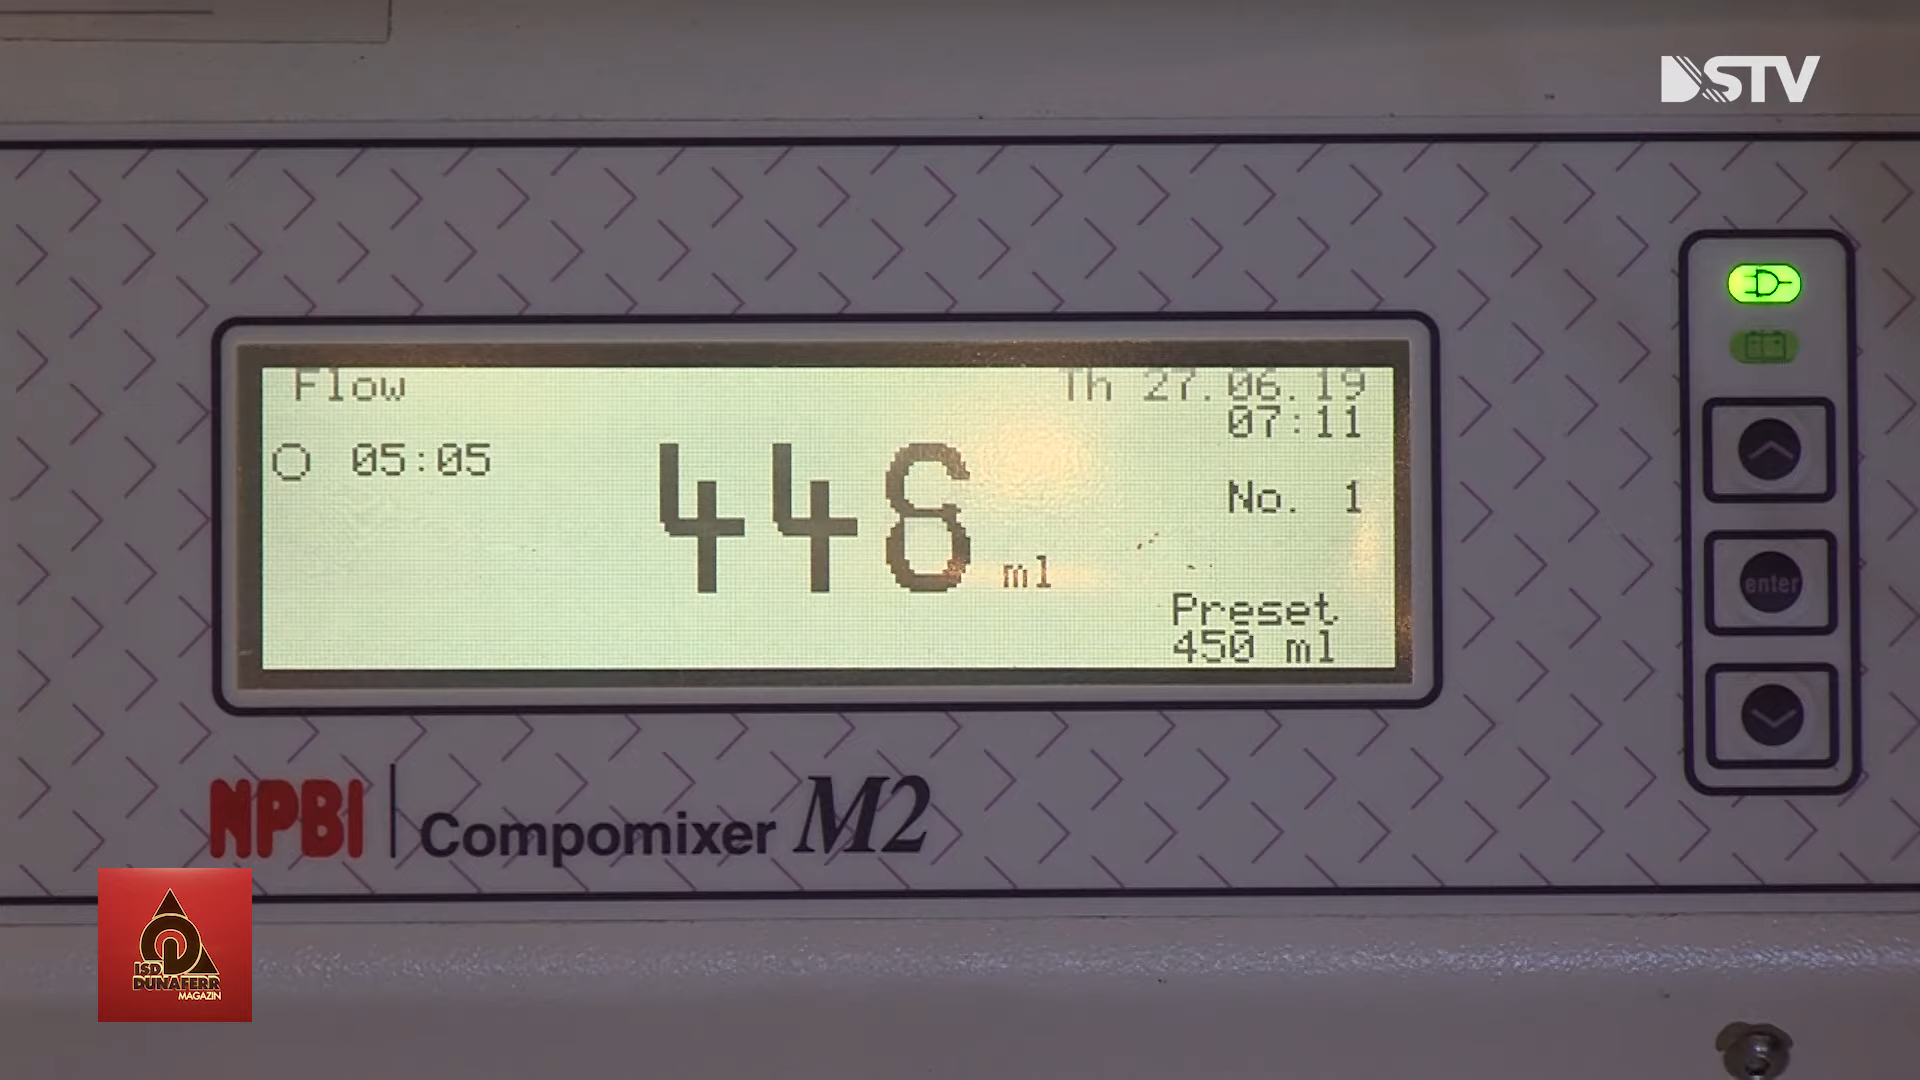 DSTV
Flow
Th 27.06.19
07:11
05:05
448 ml
No. 1
Preset
450 ml
enter
NPBI Compomixer M2
ISD
DUNAFERR
MAGAZIN